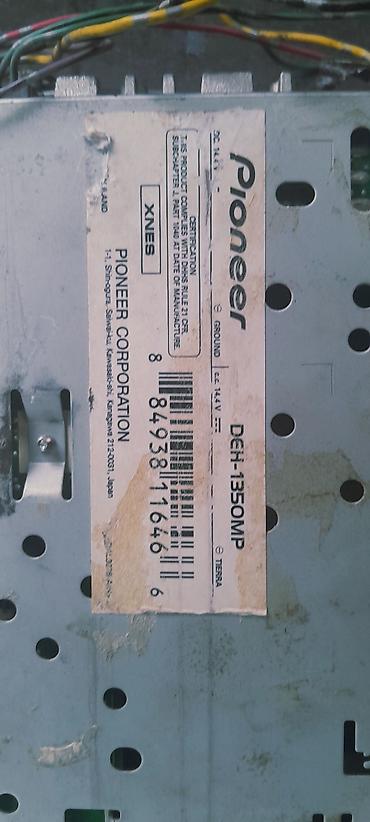 Pioneer DEH-1350MP
DC 14.4 V ⊖ GROUND c.c. 14,4 V ⊖ TIERRA
CERTIFICATION
THIS PRODUCT COMPLIES WITH DHHS RULE 21 CFR.
SUBCHAPTER J, PART 1040 AT DATE OF MANUFACTURE.
XNES
8 84938 11646 6
PIONEER CORPORATION
1-1, Shin-ogura, Saiwai-ku, Kawasaki-shi, Kanagawa 212-0031, Japan